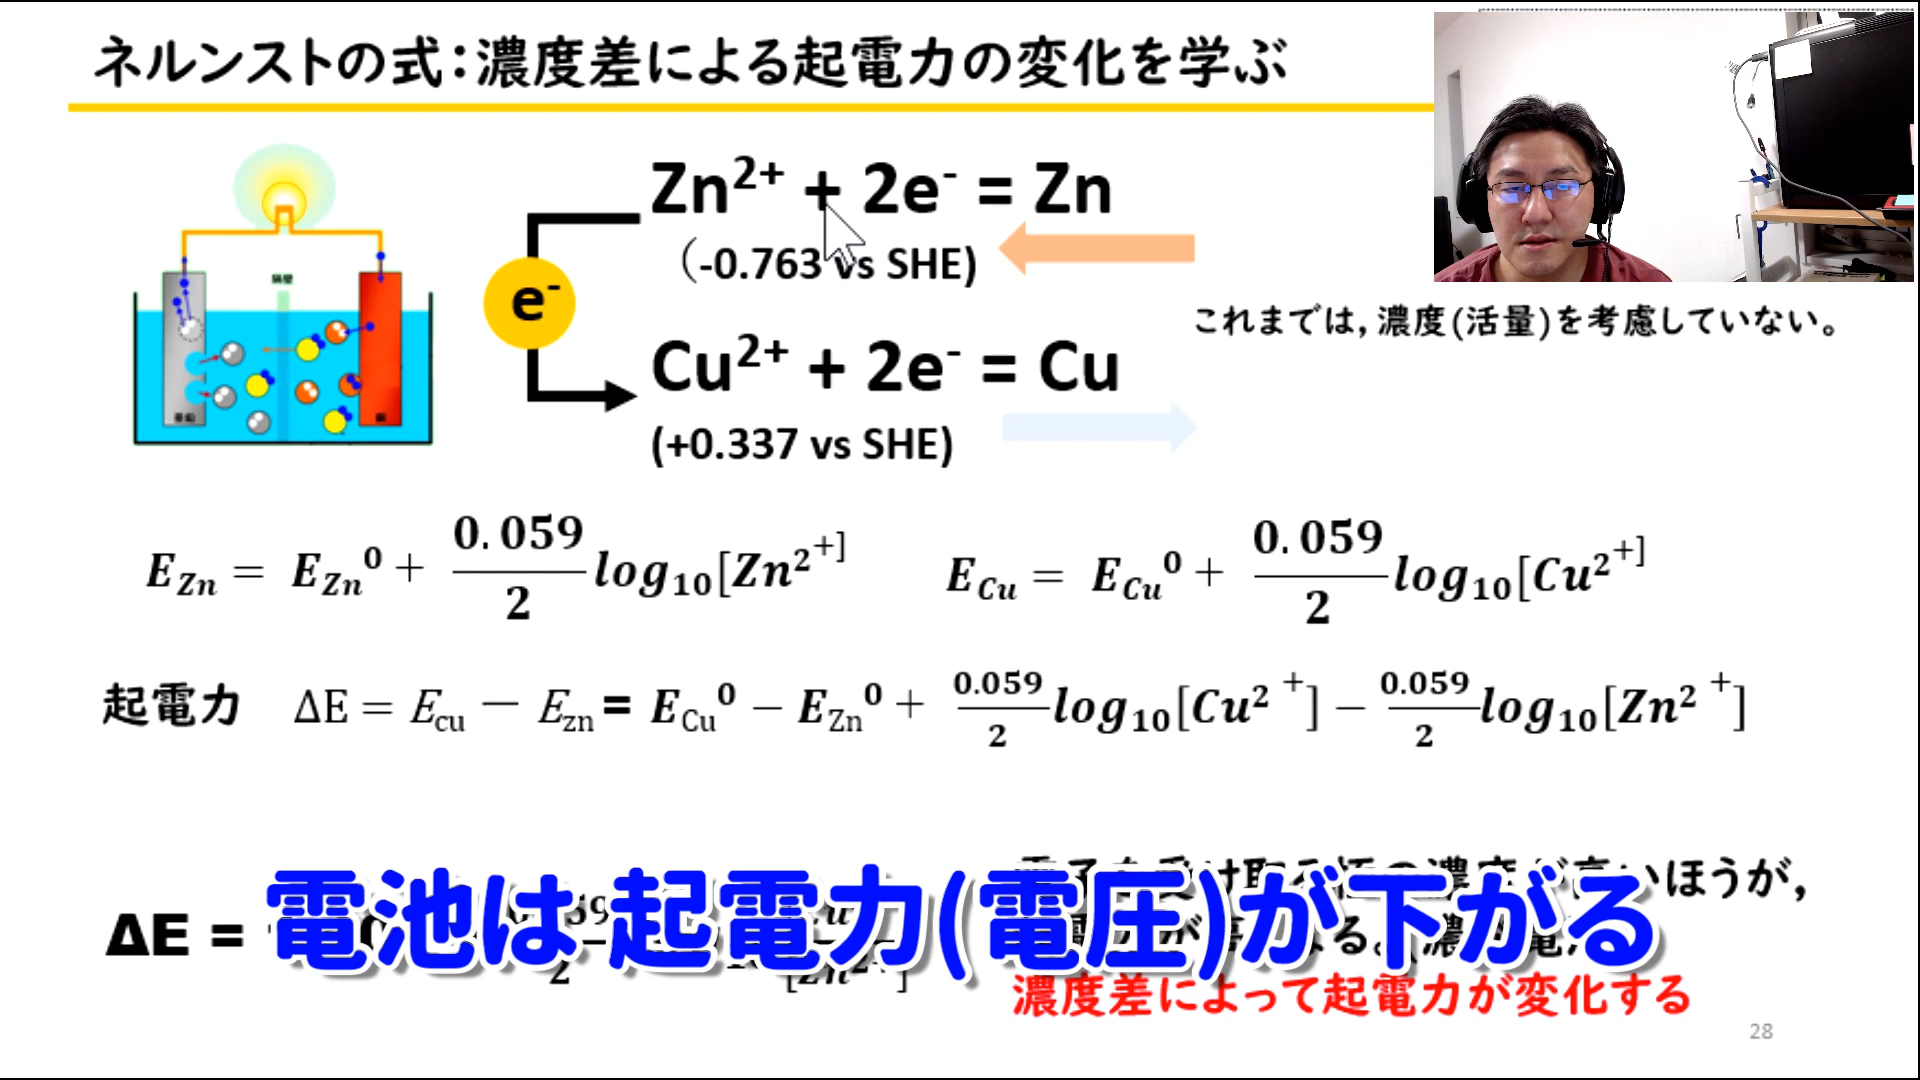 ネルンストの式：濃度差による起電力の変化を学ぶ
Zn²⁺ + 2e⁻ = Zn
（-0.763 vs SHE)
e⁻
これまでは，濃度(活量)を考慮していない。
Cu²⁺ + 2e⁻ = Cu
(+0.337 vs SHE)
E_Zn = E_Zn⁰ + 0.059/2 log₁₀[Zn²⁺]
E_Cu = E_Cu⁰ + 0.059/2 log₁₀[Cu²⁺]
起電力 ΔE = E_cu − E_zn = E_Cu⁰ − E_Zn⁰ + 0.059/2 log₁₀[Cu²⁺] − 0.059/2 log₁₀[Zn²⁺]
ΔE =
電池は 起電力(電圧)が下がる
濃度差によって起電力が変化する
28